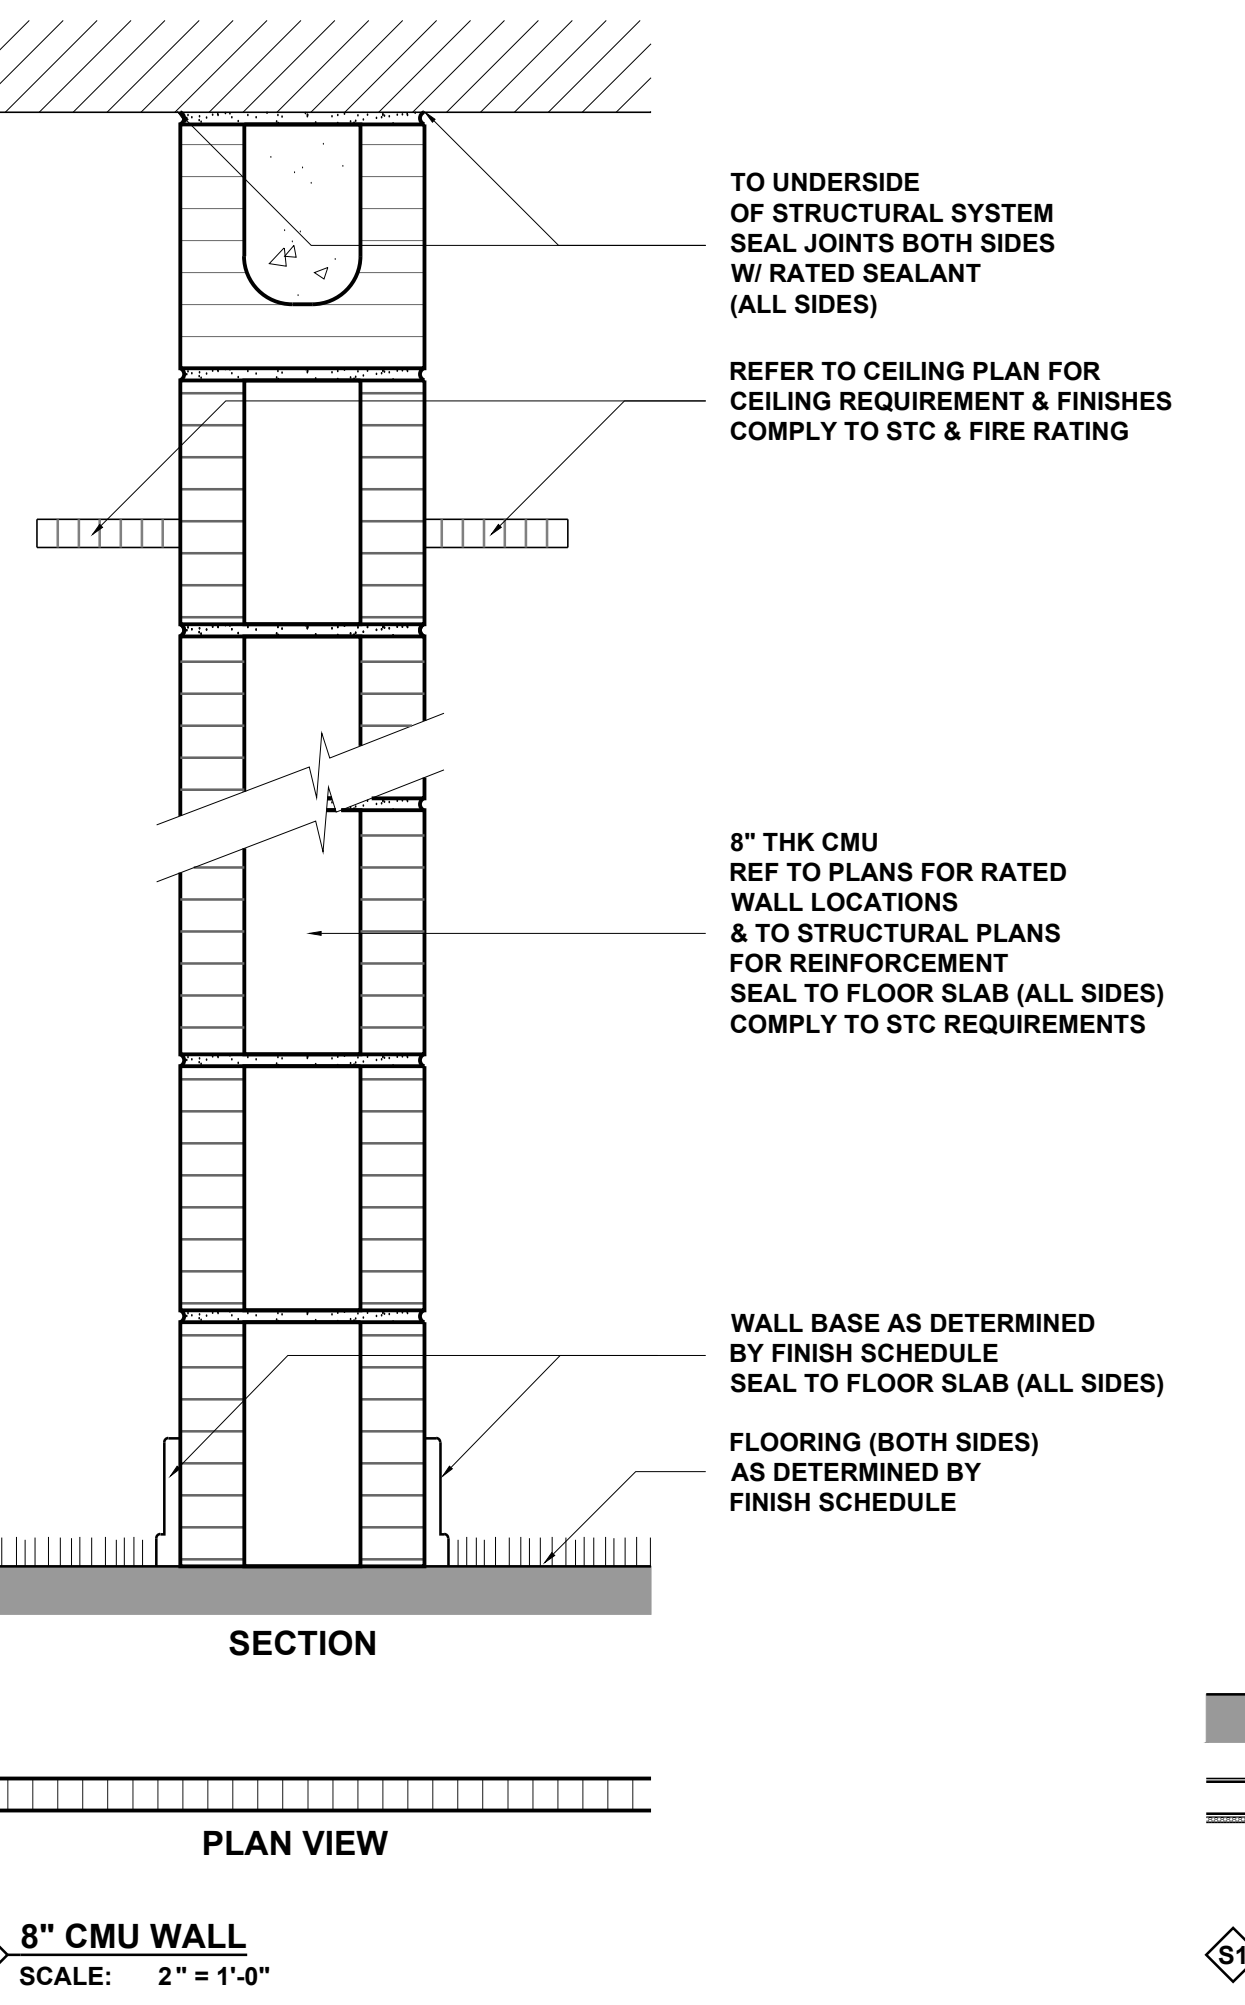 TO UNDERSIDE
OF STRUCTURAL SYSTEM
SEAL JOINTS BOTH SIDES
W/ RATED SEALANT
(ALL SIDES)
REFER TO CEILING PLAN FOR
CEILING REQUIREMENT & FINISHES
COMPLY TO STC & FIRE RATING
8" THK CMU
REF TO PLANS FOR RATED
WALL LOCATIONS
& TO STRUCTURAL PLANS
FOR REINFORCEMENT
SEAL TO FLOOR SLAB (ALL SIDES)
COMPLY TO STC REQUIREMENTS
WALL BASE AS DETERMINED
BY FINISH SCHEDULE
SEAL TO FLOOR SLAB (ALL SIDES)
FLOORING (BOTH SIDES)
AS DETERMINED BY
FINISH SCHEDULE
SECTION
PLAN VIEW
8" CMU WALL
SCALE: 2" = 1'-0"
S1